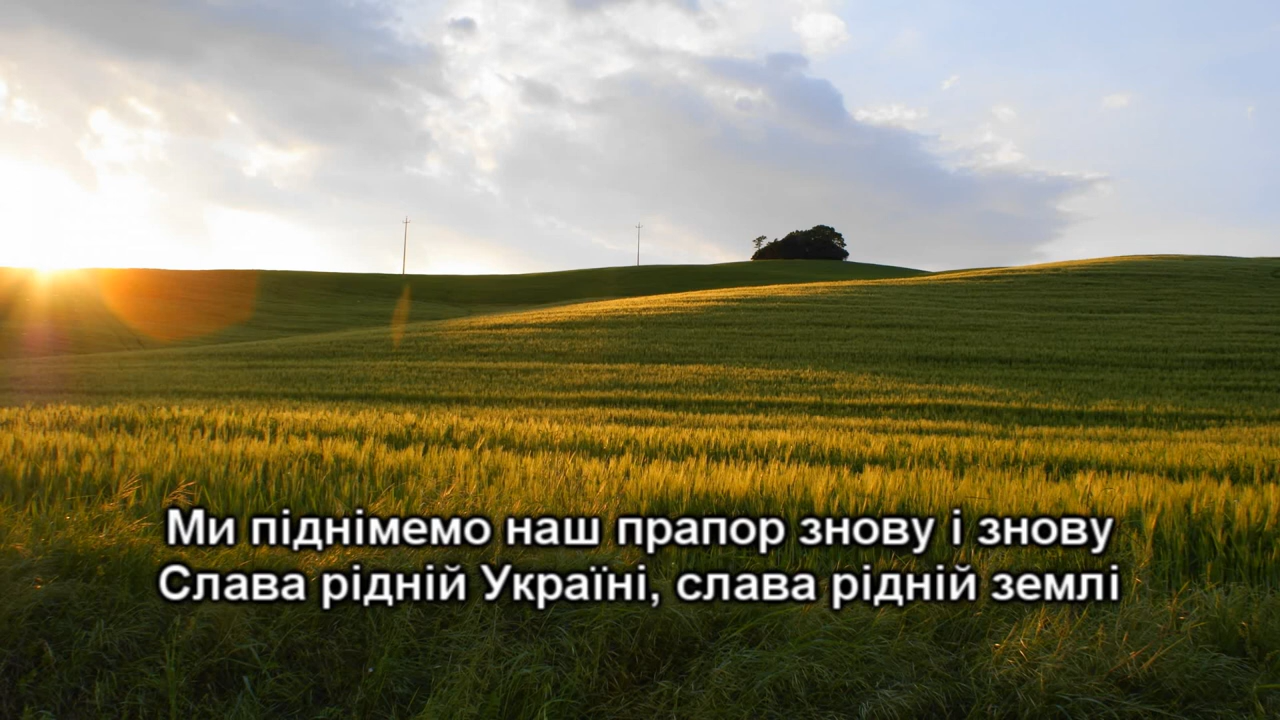 Ми піднімемо наш прапор знову і знову
Слава рідній Україні, слава рідній землі